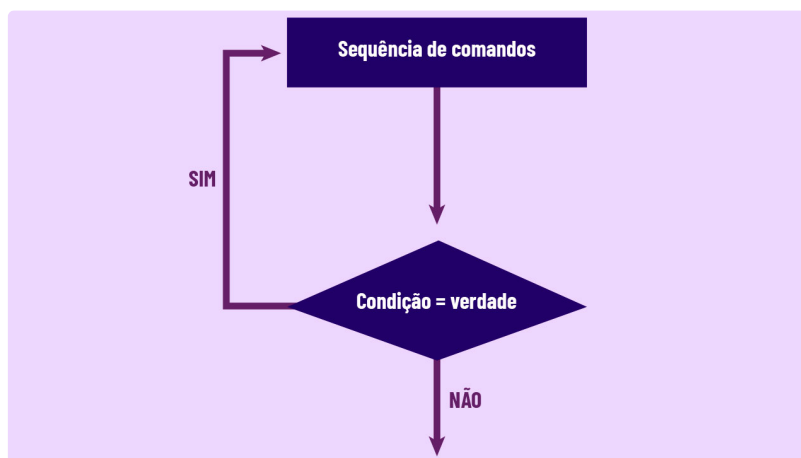 Sequência de comandos
SIM
Condição = verdade
NÃO